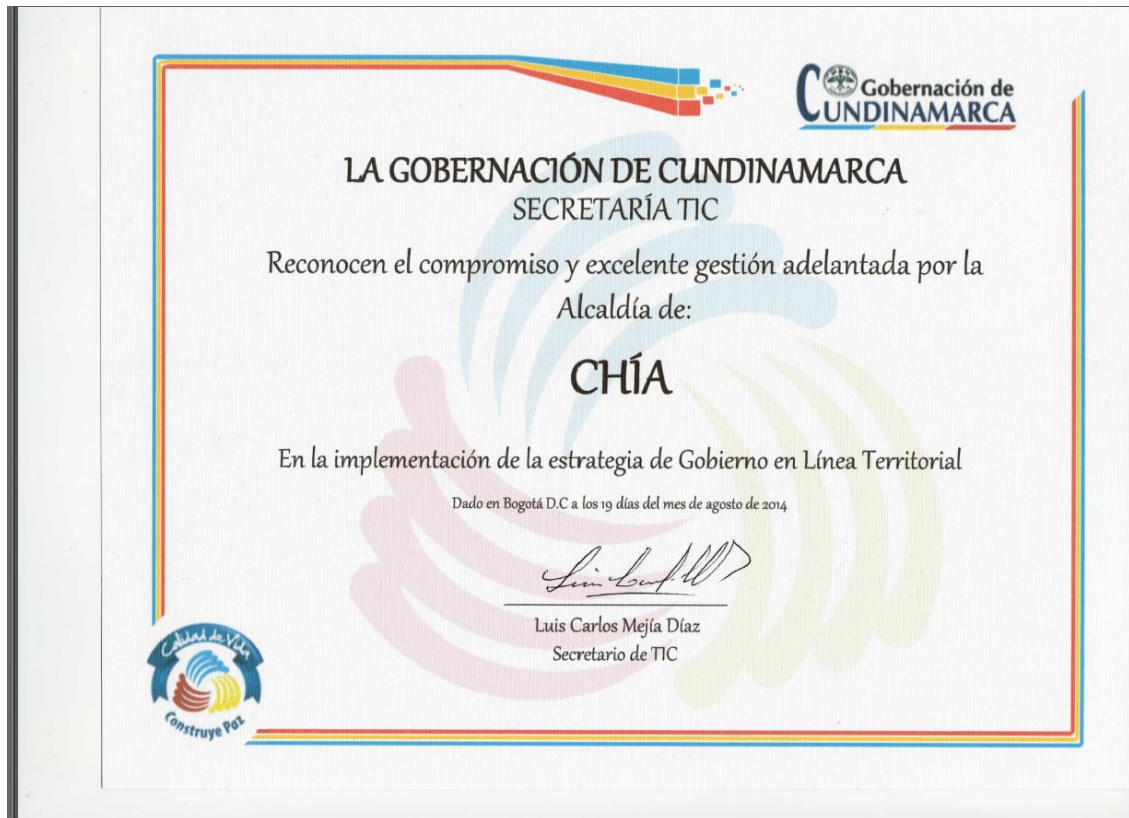 Gobernación de
CUNDINAMARCA
LA GOBERNACIÓN DE CUNDINAMARCA
SECRETARÍA TIC
Reconocen el compromiso y excelente gestión adelantada por la
Alcaldía de:
CHÍA
En la implementación de la estrategia de Gobierno en Línea Territorial
Dado en Bogotá D.C a los 19 días del mes de agosto de 2014
Luis Carlos Mejía Díaz
Secretario de TIC
Calidad de Vida
Construye Paz